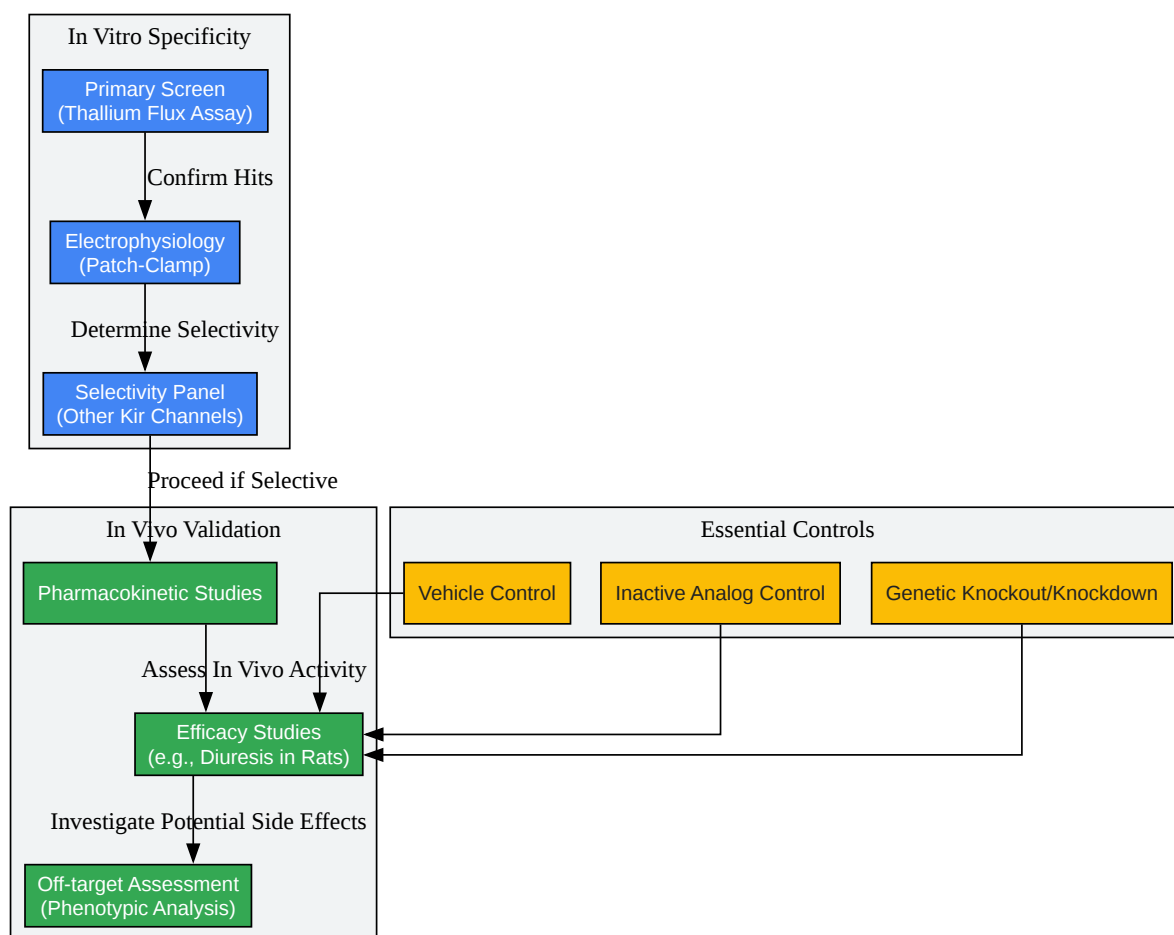 In Vitro Specificity
Primary Screen
(Thallium Flux Assay)
Confirm Hits
Electrophysiology
(Patch-Clamp)
Determine Selectivity
Selectivity Panel
(Other Kir Channels)
Proceed if Selective
In Vivo Validation
Essential Controls
Pharmacokinetic Studies
Vehicle Control
Inactive Analog Control
Genetic Knockout/Knockdown
Assess In Vivo Activity
Efficacy Studies
(e.g., Diuresis in Rats)
Investigate Potential Side Effects
Off-target Assessment
(Phenotypic Analysis)